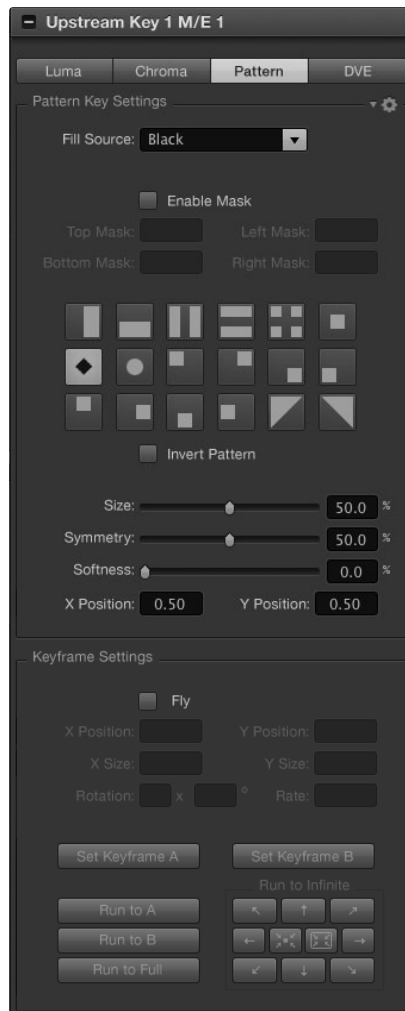 Upstream Key 1 M/E 1
Luma Chroma Pattern DVE
Pattern Key Settings
Fill Source: Black
Enable Mask
Top Mask: Left Mask:
Bottom Mask: Right Mask:
Invert Pattern
Size: 50.0 %
Symmetry: 50.0 %
Softness: 0.0 %
X Position: 0.50 Y Position: 0.50
Keyframe Settings
Fly
X Position: Y Position:
X Size: Y Size:
Rotation: x ° Rate:
Set Keyframe A Set Keyframe B
Run to Infinite
Run to A
Run to B
Run to Full